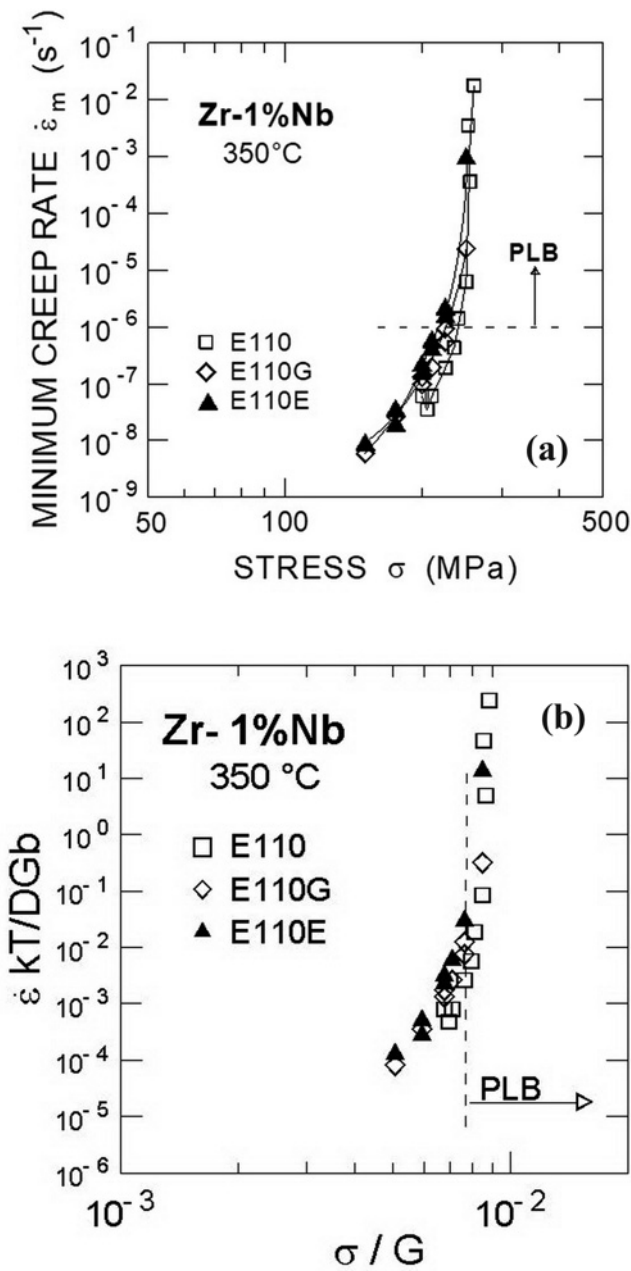 MINIMUM CREEP RATE ε̇ₘ (s⁻¹)
10⁻¹
10⁻²
10⁻³
10⁻⁴
10⁻⁵
10⁻⁶
10⁻⁷
10⁻⁸
10⁻⁹
Zr-1%Nb
350°C
PLB
E110
E110G
E110E
(a)
50
100
200
500
STRESS σ (MPa)
ε̇ kT/DGb
10³
10²
10¹
10⁰
10⁻¹
10⁻²
10⁻³
10⁻⁴
10⁻⁵
10⁻⁶
Zr- 1%Nb
(b)
350 °C
E110
E110G
E110E
PLB
10⁻³
10⁻²
σ / G